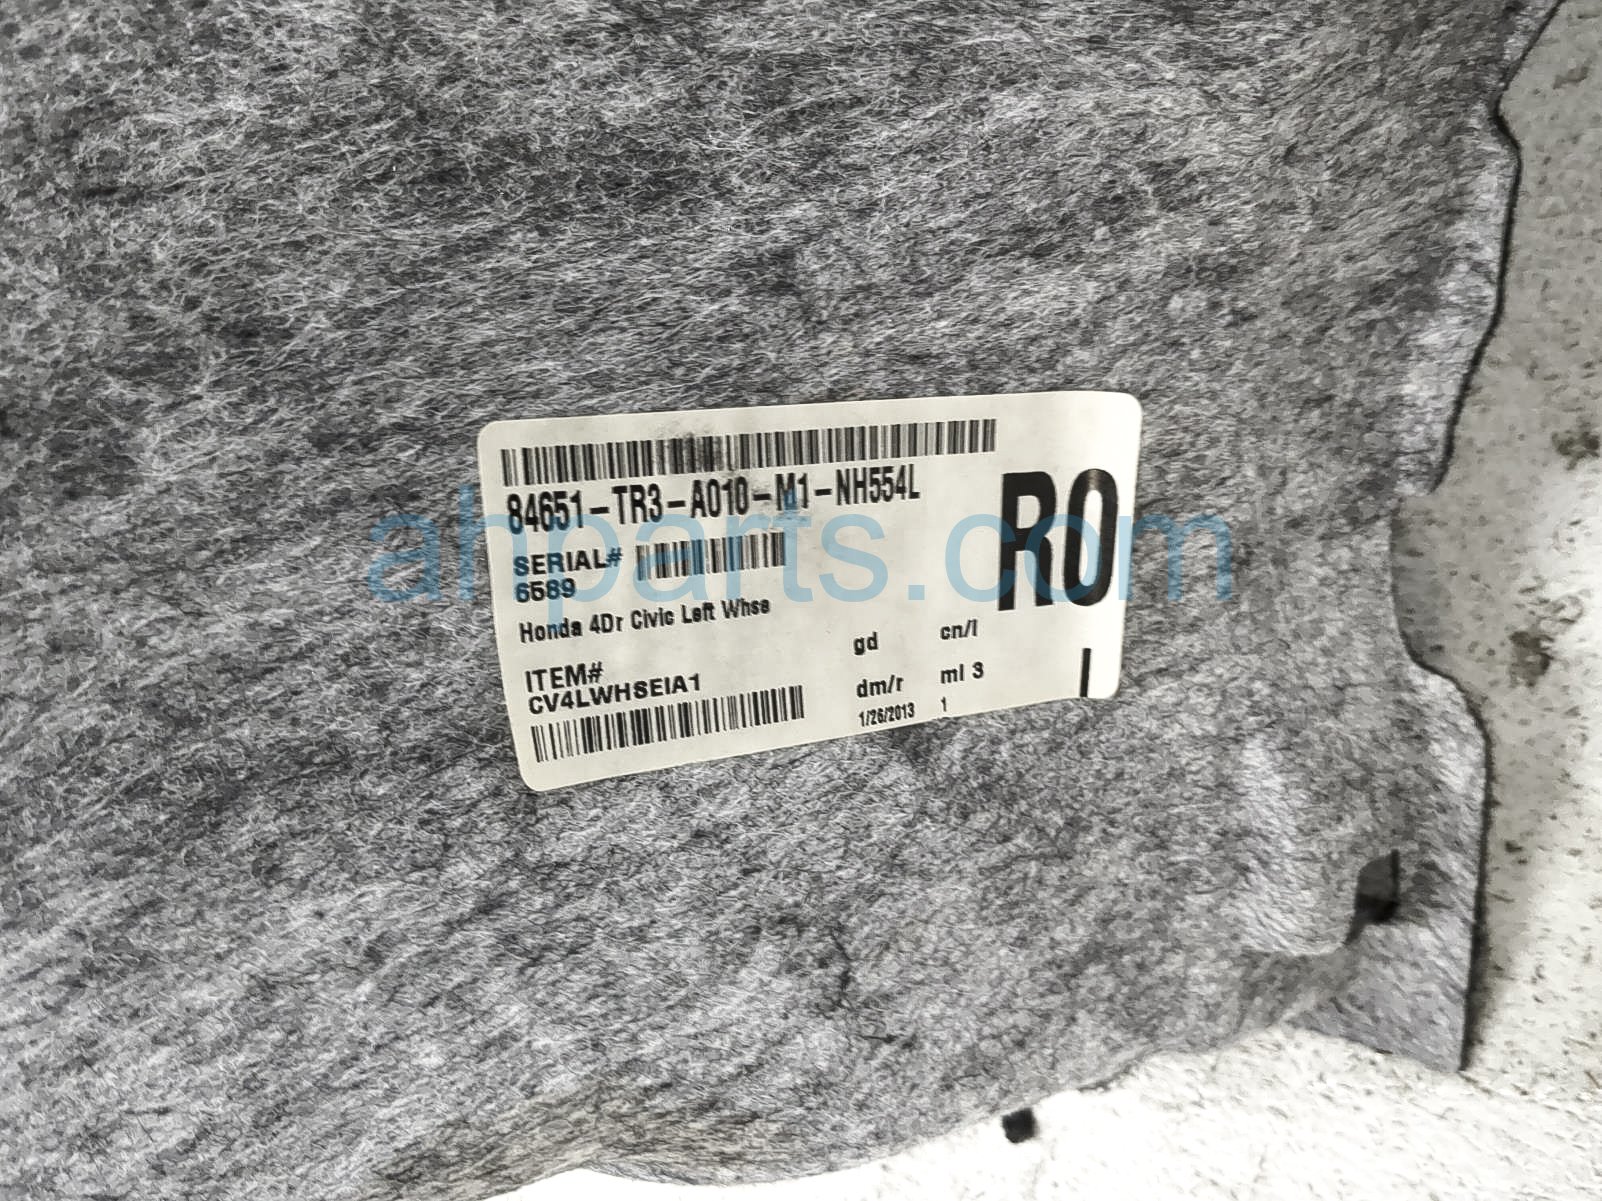 84651-TR3-A010-M1-NH554L
R0
SERIAL#
6589
Honda 4Dr Civic Left Whse
ITEM#
CV4LWHSEIA1
gd
cn/l
dm/r
ml 3
1/26/2013
1
I
ahparts.com